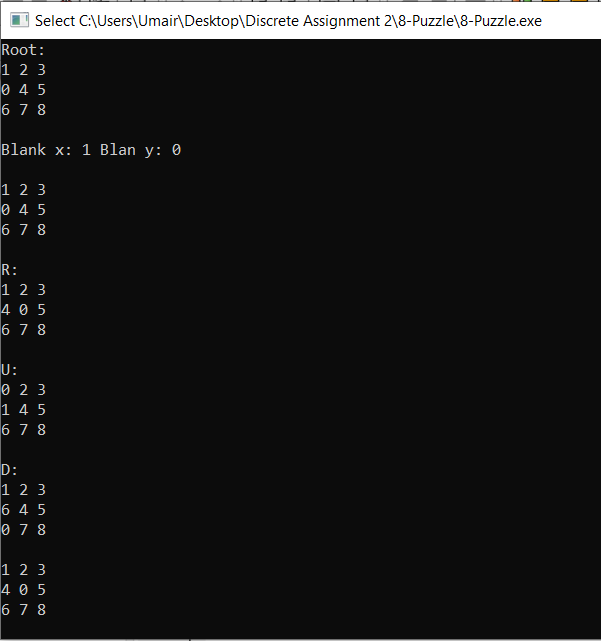 Select C:\Users\Umair\Desktop\Discrete Assignment 2\8-Puzzle\8-Puzzle.exe
Root:
1 2 3
0 4 5
6 7 8
Blank x: 1 Blan y: 0
1 2 3
0 4 5
6 7 8
R:
1 2 3
4 0 5
6 7 8
U:
0 2 3
1 4 5
6 7 8
D:
1 2 3
6 4 5
0 7 8
1 2 3
4 0 5
6 7 8